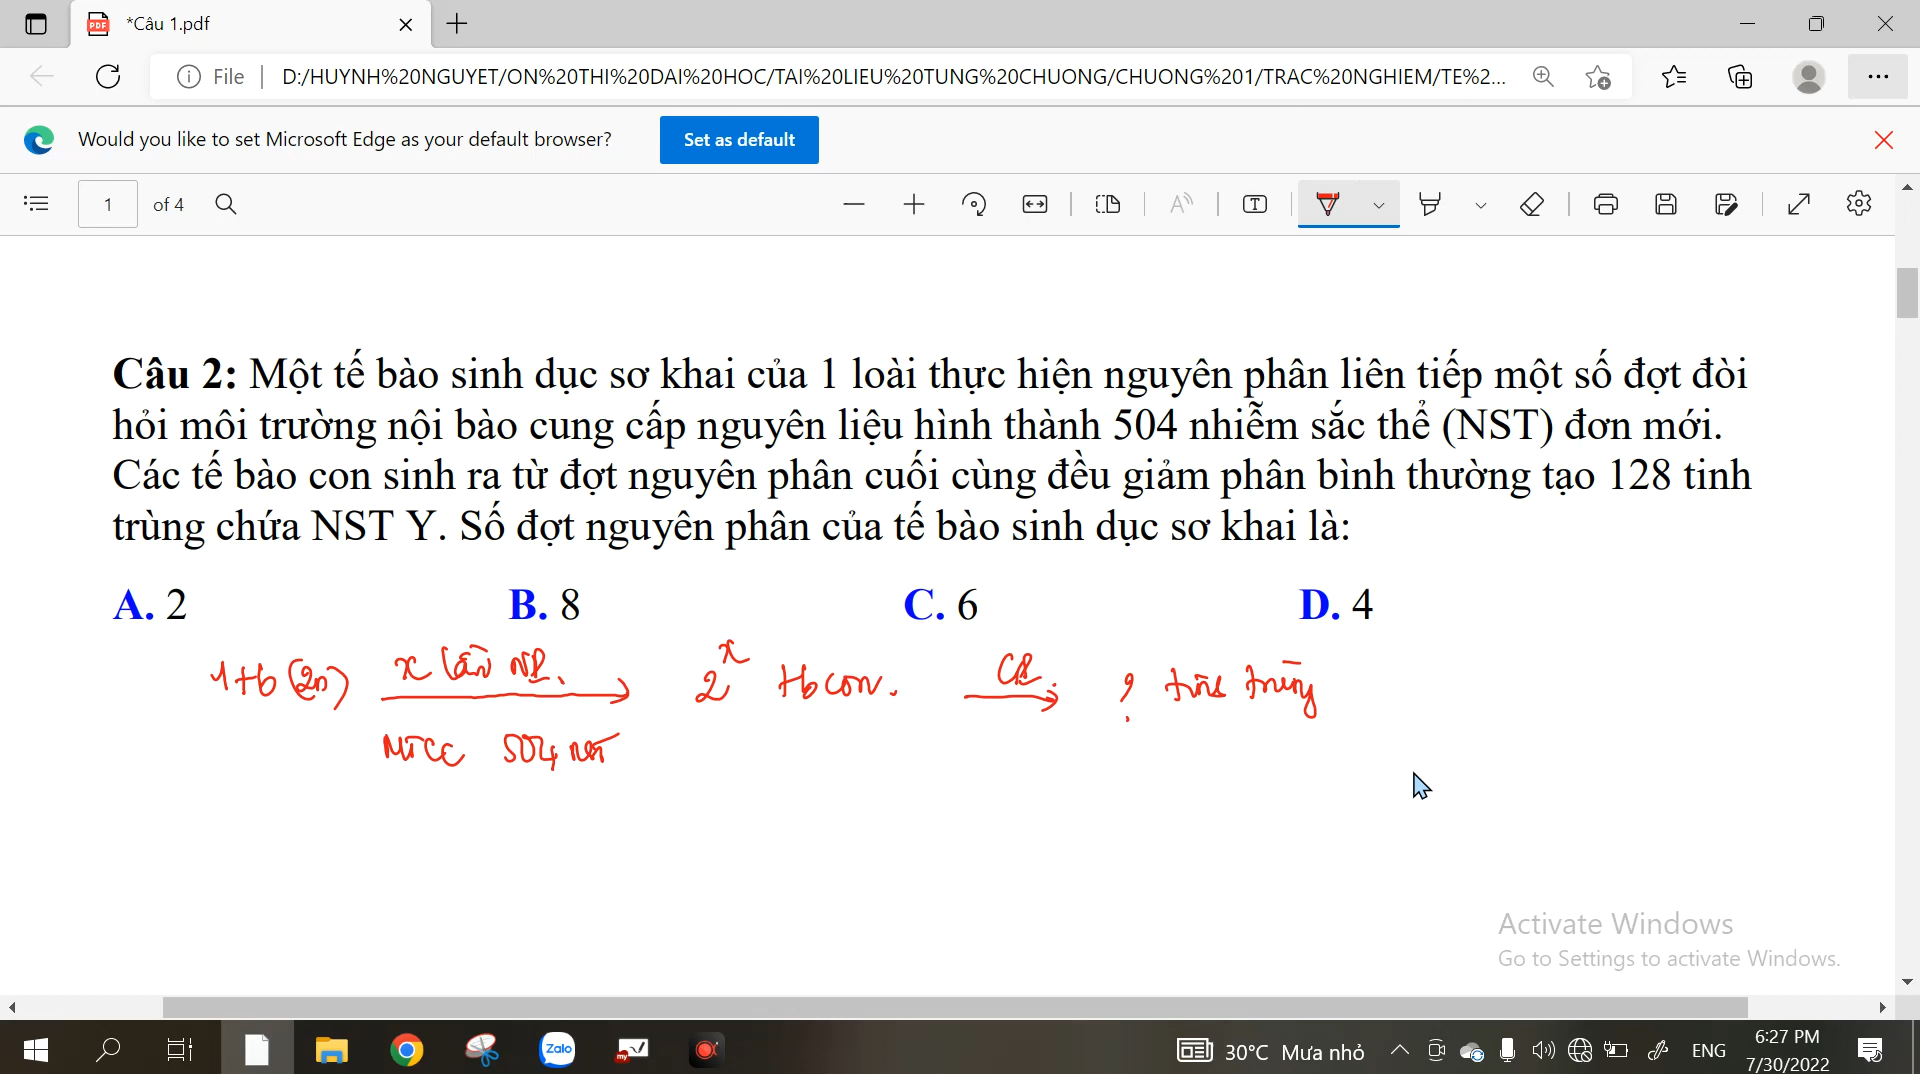 *Câu 1.pdf
File D:/HUYNH%20NGUYET/ON%20THI%20DAI%20HOC/TAI%20LIEU%20TUNG%20CHUONG/CHUONG%201/TRAC%20NGHIEM/TE%2...
Would you like to set Microsoft Edge as your default browser? Set as default
1 of 4
Câu 2: Một tế bào sinh dục sơ khai của 1 loài thực hiện nguyên phân liên tiếp một số đợt đòi
hỏi môi trường nội bào cung cấp nguyên liệu hình thành 504 nhiễm sắc thể (NST) đơn mới.
Các tế bào con sinh ra từ đợt nguyên phân cuối cùng đều giảm phân bình thường tạo 128 tinh
trùng chứa NST Y. Số đợt nguyên phân của tế bào sinh dục sơ khai là:
A. 2 B. 8 C. 6 D. 4
1tb (2n) x lần NP. 2^x tb con. ? tinh trùng
MTCC 504 NST
Activate Windows
Go to Settings to activate Windows.
Zalo
my
30°C Mưa nhỏ ENG 6:27 PM
7/30/2022